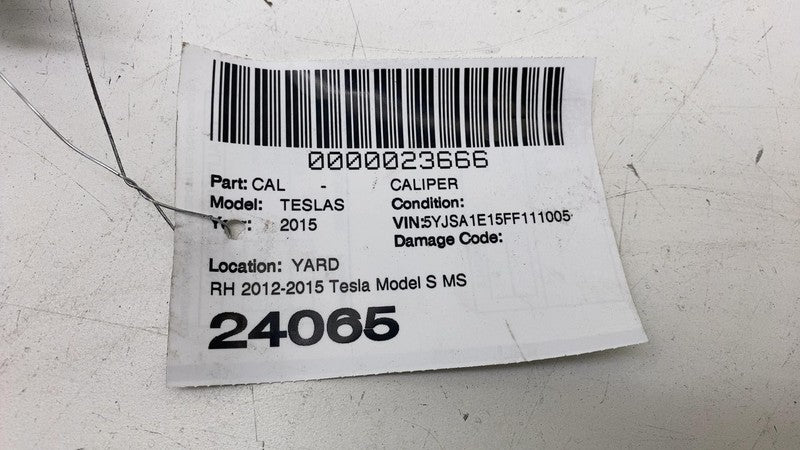 0000023666
Part: CAL - CALIPER
Model: TESLAS Condition:
Year: 2015 VIN:5YJSA1E15FF111005
Damage Code:
Location: YARD
RH 2012-2015 Tesla Model S MS
24065